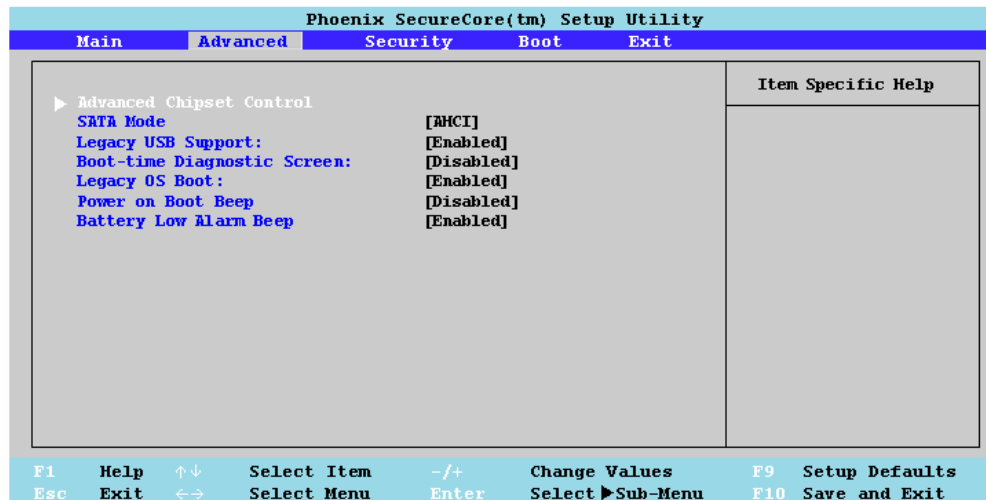 Phoenix SecureCore(tm) Setup Utility
Main Advanced Security Boot Exit
Item Specific Help
▶ Advanced Chipset Control
SATA Mode [AHCI]
Legacy USB Support: [Enabled]
Boot-time Diagnostic Screen: [Disabled]
Legacy OS Boot: [Enabled]
Power on Boot Beep [Disabled]
Battery Low Alarm Beep [Enabled]
F1 Help ↑↓ Select Item -/+ Change Values F9 Setup Defaults
Esc Exit ←→ Select Menu Enter Select ▶Sub-Menu F10 Save and Exit